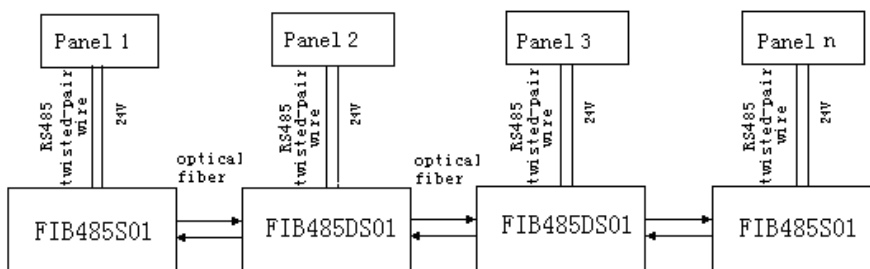 Panel 1
Panel 2
Panel 3
Panel n
RS485
twisted-pair
wire
24V
RS485
twisted-pair
wire
24V
RS485
twisted-pair
wire
24V
RS485
twisted-pair
wire
24V
optical
fiber
optical
fiber
FIB485S01
FIB485DS01
FIB485DS01
FIB485S01